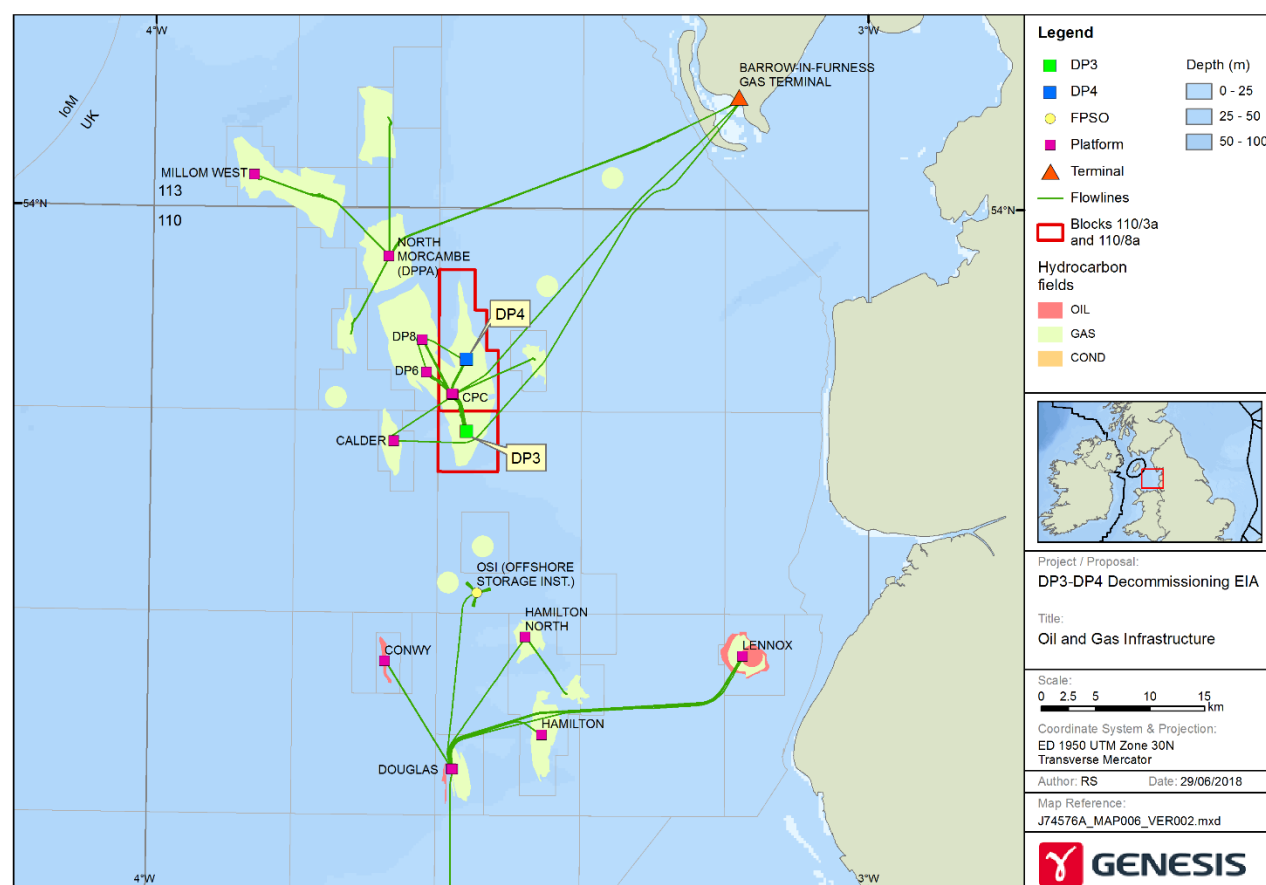 4°W
3°W
IoM
UK
BARROW-IN-FURNESS
GAS TERMINAL
MILLOM WEST
113
54°N
54°N
110
NORTH
MORCAMBE
(DPPA)
DP4
DP8
DP6
CPC
CALDER
DP3
OSI (OFFSHORE
STORAGE INST.)
HAMILTON
NORTH
CONWY
LENNOX
HAMILTON
DOUGLAS
4°W
3°W
Legend
DP3
DP4
FPSO
Platform
Terminal
Flowlines
Blocks 110/3a
and 110/8a
Hydrocarbon
fields
OIL
GAS
COND
Depth (m)
0 - 25
25 - 50
50 - 100
Project / Proposal:
DP3-DP4 Decommissioning EIA
Title:
Oil and Gas Infrastructure
Scale:
0 2.5 5 10 15
km
Coordinate System & Projection:
ED 1950 UTM Zone 30N
Transverse Mercator
Author: RS Date: 29/06/2018
Map Reference:
J74576A_MAP006_VER002.mxd
GENESIS